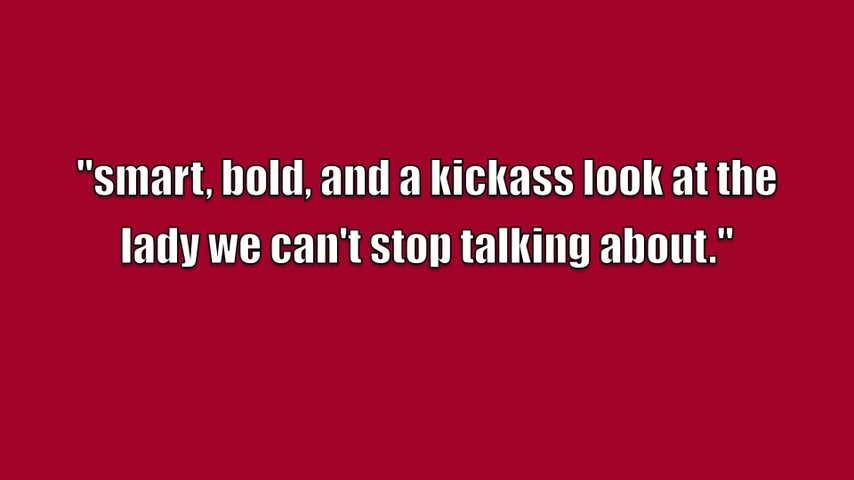 "smart, bold, and a kickass look at the
lady we can't stop talking about."